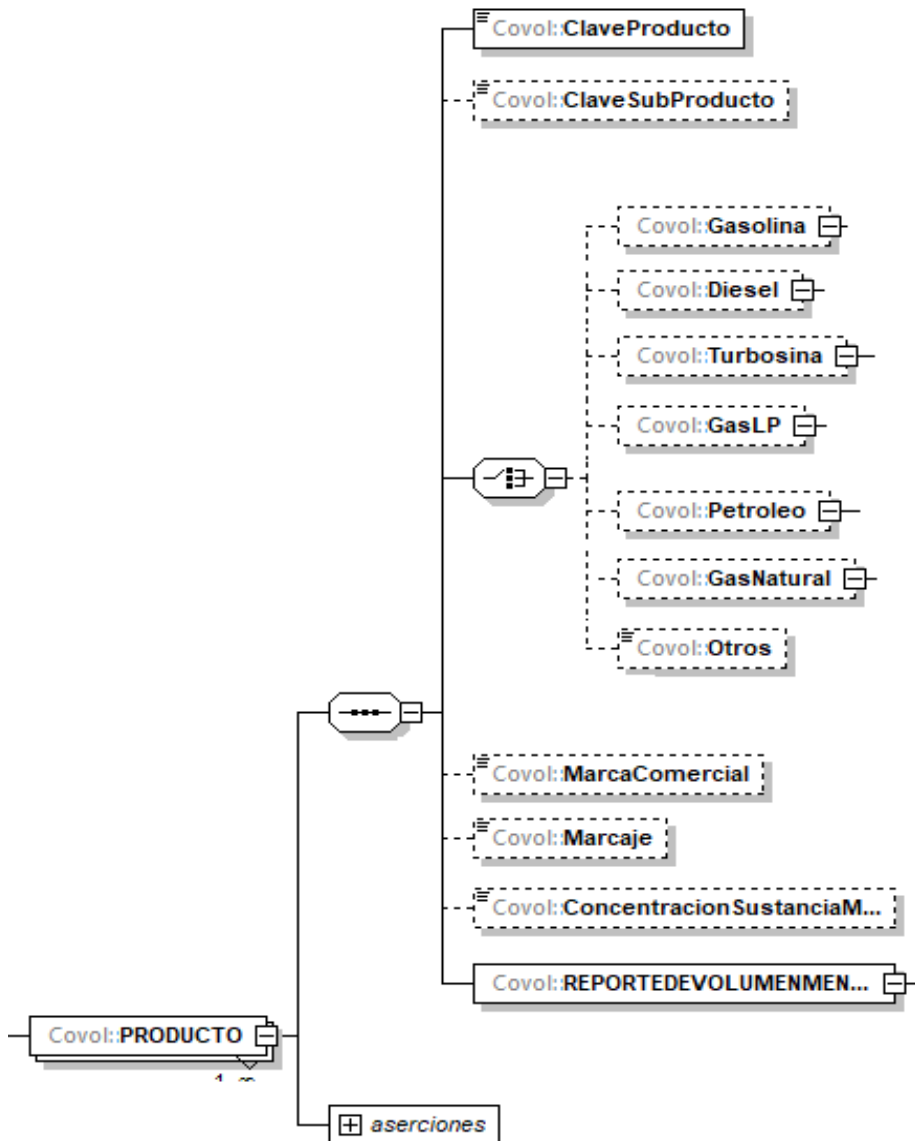 Covol::ClaveProducto
Covol::ClaveSubProducto
Covol::Gasolina
Covol::Diesel
Covol::Turbosina
Covol::GasLP
Covol::Petroleo
Covol::GasNatural
Covol::Otros
Covol::MarcaComercial
Covol::Marcaje
Covol::ConcentracionSustanciaM...
Covol::REPORTEDEVOLUMENMEN...
Covol::PRODUCTO
aserciones